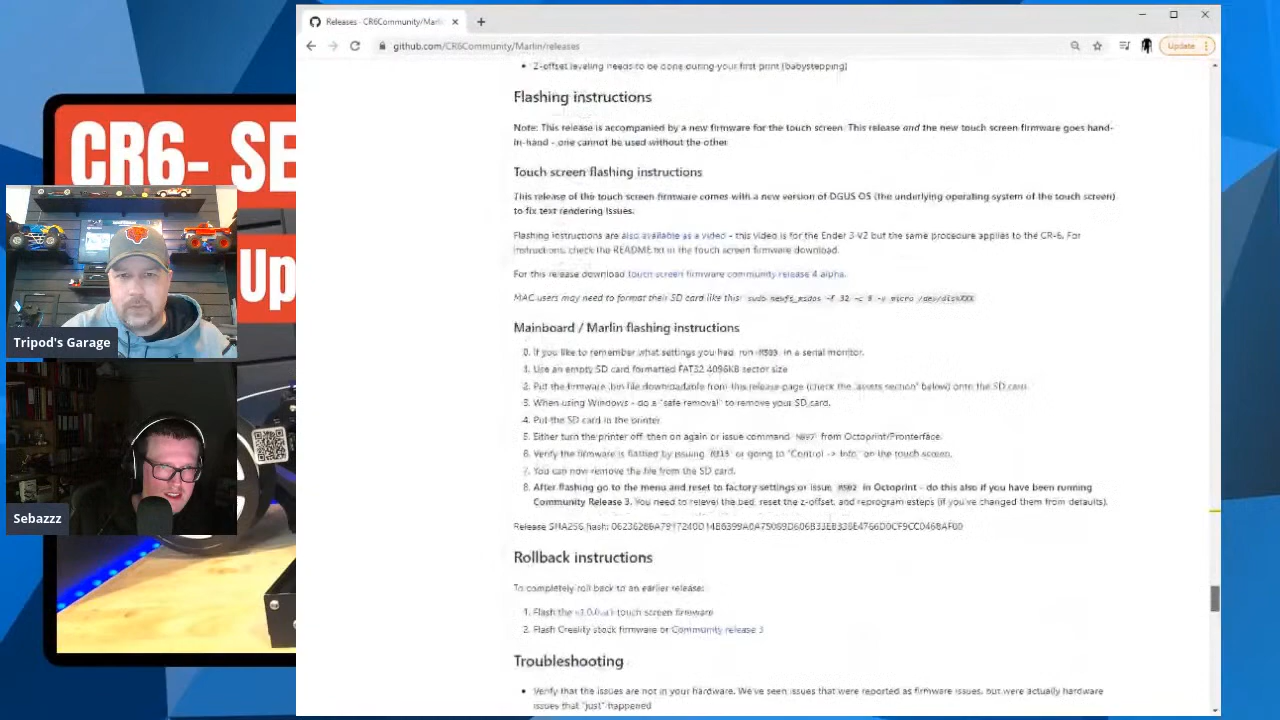 Releases · CR6Community/Marlin
github.com/CR6Community/Marlin/releases
Update
CR6- SE
Up
Tripod's Garage
Sebazzz
Z-offset leveling needs to be done during your first print (babystepping)
Flashing instructions
Note: This release is accompanied by a new firmware for the touch screen. This release and the new touch screen firmware goes hand-
in-hand - one cannot be used without the other
Touch screen flashing instructions
This release of the touch screen firmware comes with a new version of DGUS OS (the underlying operating system of the touch screen)
to fix text rendering issues.
Flashing instructions are also available as a video - this video is for the Ender 3-V2 but the same procedure applies to the CR-6. For
instructions, check the README.txt in the touch screen firmware download.
For this release download touch screen firmware community release 4 alpha.
MAC users may need to format their SD card like this: sudo newfs_msdos -F 32 -c 8 -v micro /dev/diskXXX
Mainboard / Marlin flashing instructions
0. If you like to remember what settings you had run M503 in a serial monitor.
1. Use an empty SD card formatted FAT32 4096KB sector size
2. Put the firmware .bin file downloadable from this release page (check the "assets section" below) onto the SD card.
3. When using Windows - do a "safe removal" to remove your SD card.
4. Put the SD card in the printer
5. Either turn the printer off then on again or issue command M997 from Octoprint/Pronterface.
6. Verify the firmware is flashed by issuing M115 or going to "Control -> Info" on the touch screen.
7. You can now remove the file from the SD card.
8. After flashing go to the menu and reset to factory settings or issue M502 in Octoprint - do this also if you have been running
Community Release 3. You need to relevel the bed, reset the z-offset, and reprogram esteps (if you've changed them from defaults).
Release SHA256 hash:
Rollback instructions
To completely roll back to an earlier release:
1. Flash the touch screen firmware
2. Flash Creality stock firmware or Community release 3
Troubleshooting
Verify that the issues are not in your hardware. We've seen issues that were reported as firmware issues, but were actually hardware
issues that "just" happened